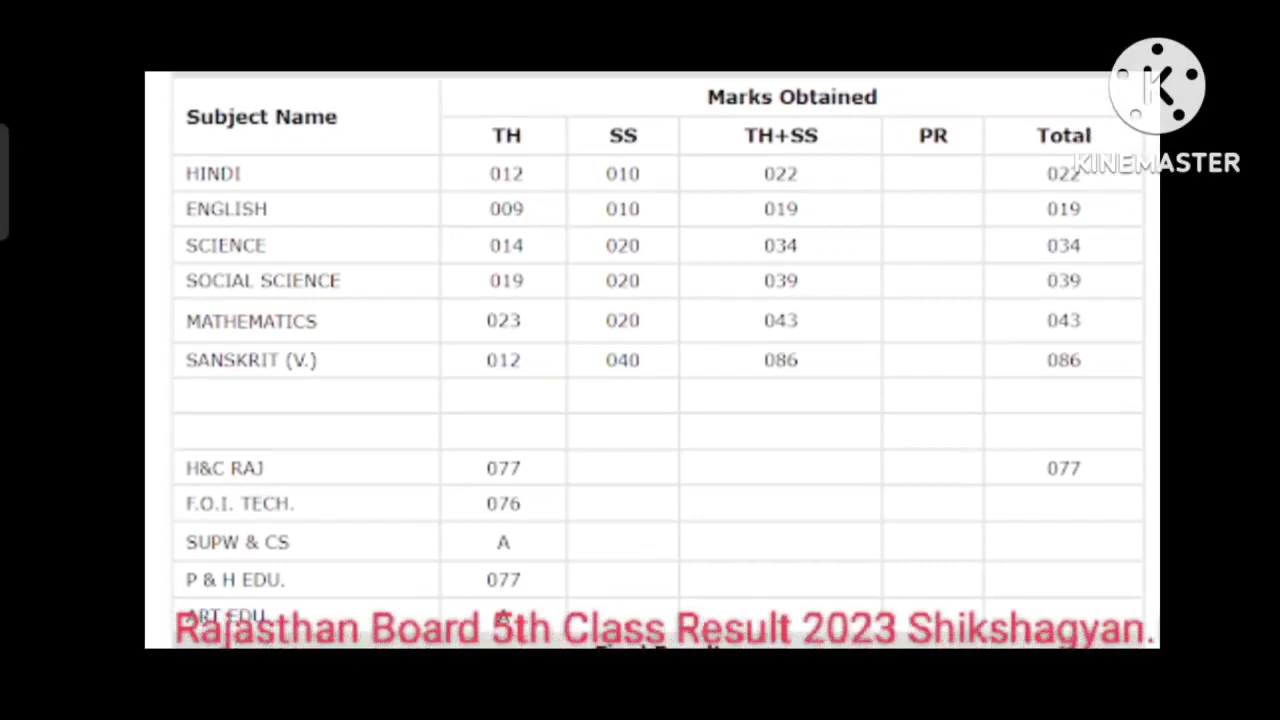 Marks Obtained
Subject Name
TH SS TH+SS PR Total
KINEMASTER
HINDI 012 010 022 022
ENGLISH 009 010 019 019
SCIENCE 014 020 034 034
SOCIAL SCIENCE 019 020 039 039
MATHEMATICS 023 020 043 043
SANSKRIT (V.) 012 040 086 086
H&C RAJ 077 077
F.O.I. TECH. 076
SUPW & CS A
P & H EDU. 077
ART EDU. A
Rajasthan Board 5th Class Result 2023 Shikshagyan.